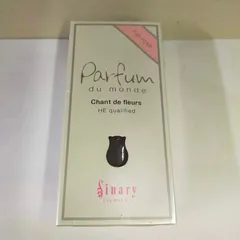 Parfum
du monde
Chant de fleurs
HE qualified
Sinary